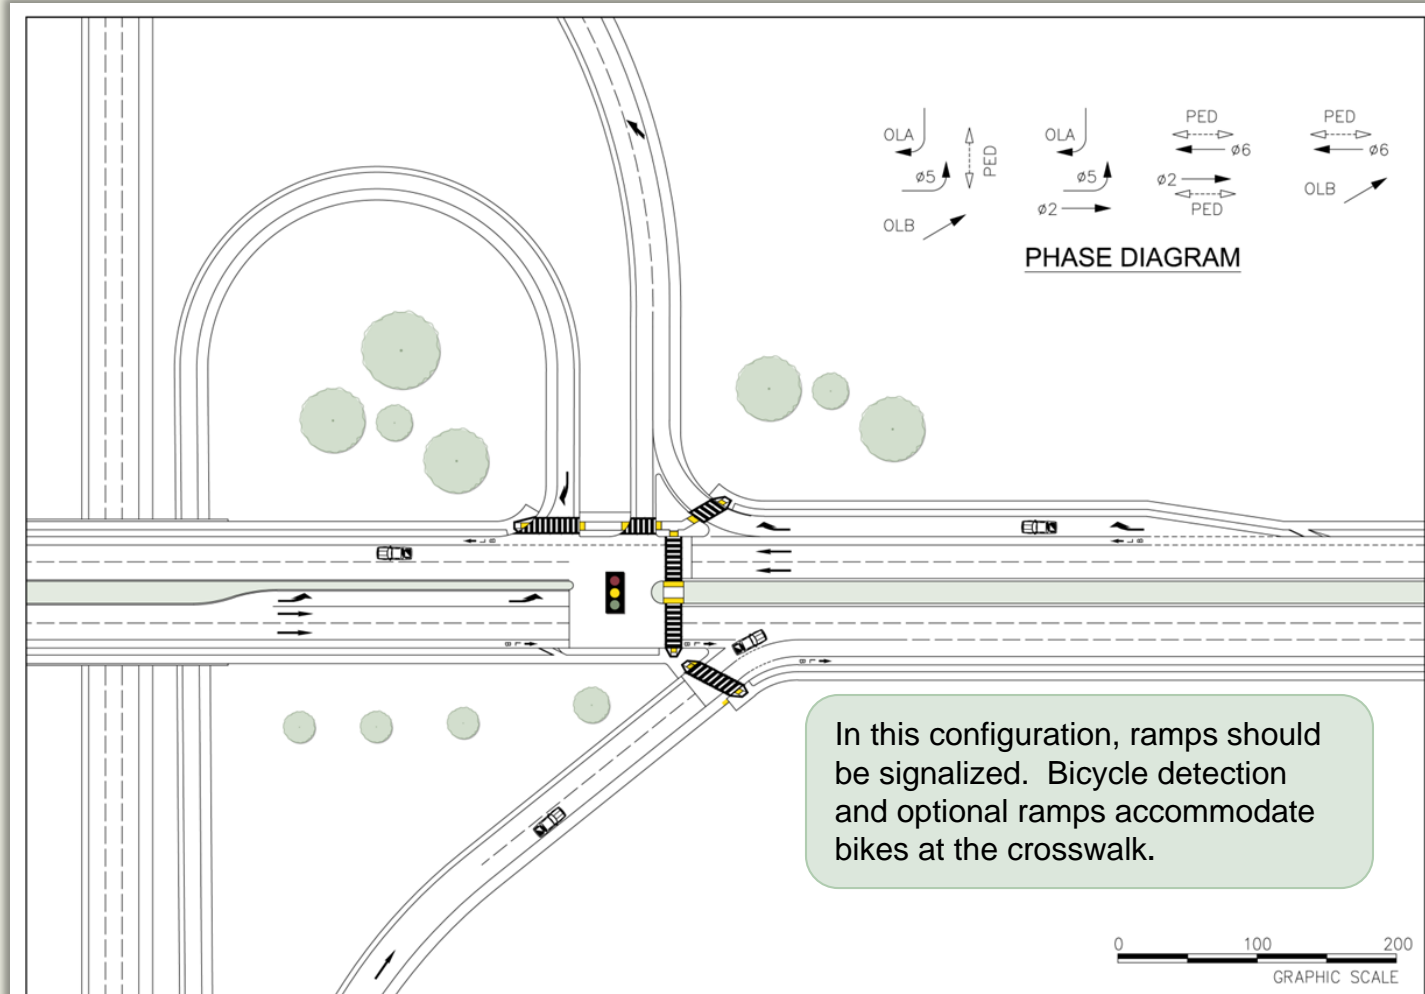 OLA
ø5
PED
OLB
OLA
ø5
ø2
PED
ø6
ø2
PED
PED
ø6
OLB
PHASE DIAGRAM
In this configuration, ramps should
be signalized.  Bicycle detection
and optional ramps accommodate
bikes at the crosswalk.
0 100 200
GRAPHIC SCALE